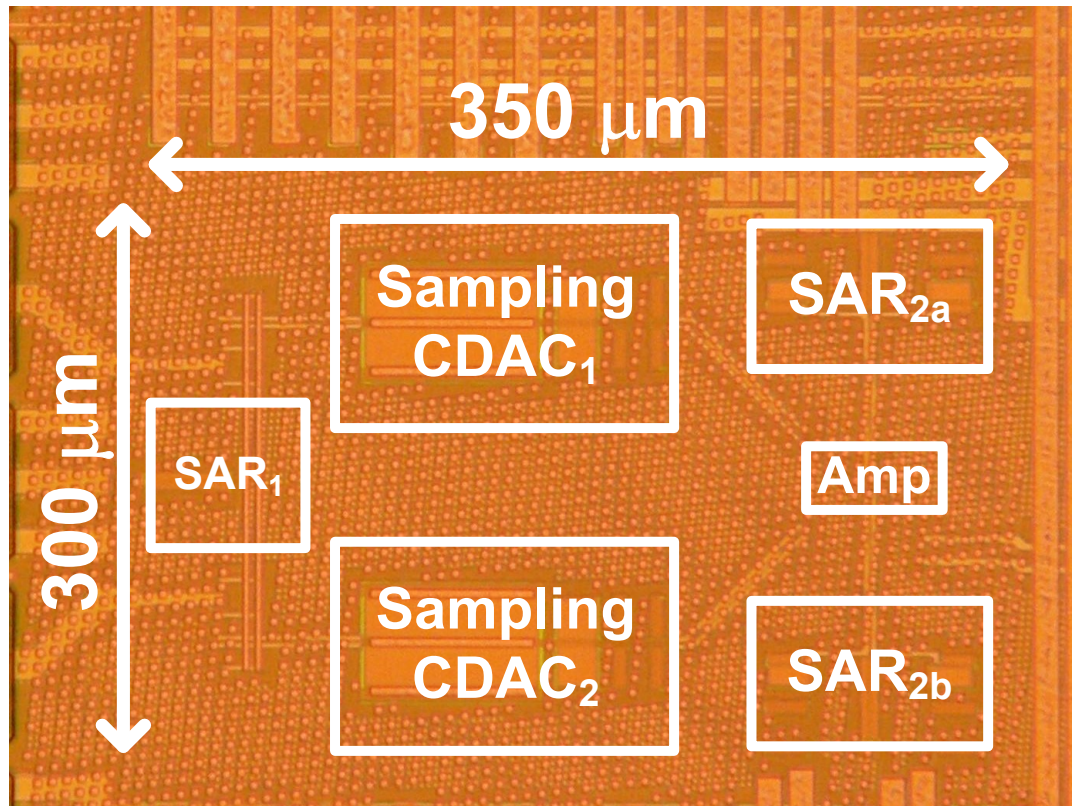 350 μm
300 μm
Sampling
CDAC₁
SAR₂ₐ
SAR₁
Amp
Sampling
CDAC₂
SAR₂b